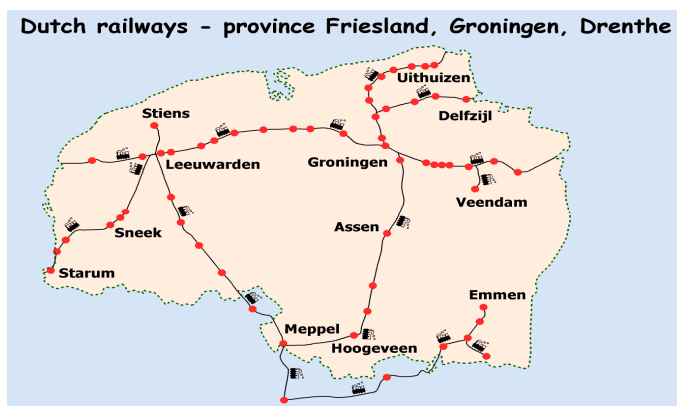 Dutch railways - province Friesland, Groningen, Drenthe
Uithuizen
Stiens
Delfzijl
Leeuwarden
Groningen
Veendam
Assen
Sneek
Starum
Emmen
Meppel
Hoogeveen